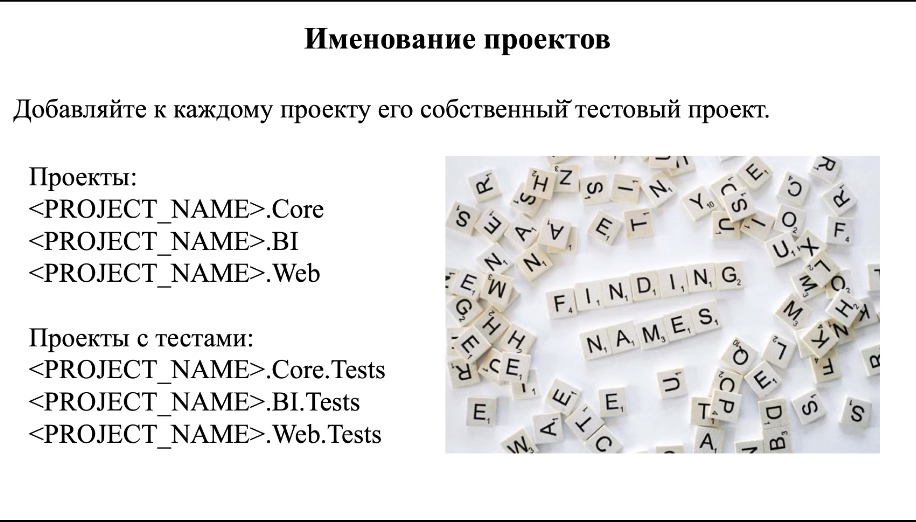 Именование проектов
Добавляйте к каждому проекту его собственный тестовый проект.
Проекты:
<PROJECT_NAME>.Core
<PROJECT_NAME>.BI
<PROJECT_NAME>.Web
Проекты с тестами:
<PROJECT_NAME>.Core.Tests
<PROJECT_NAME>.BI.Tests
<PROJECT_NAME>.Web.Tests
FINDING
NAMES